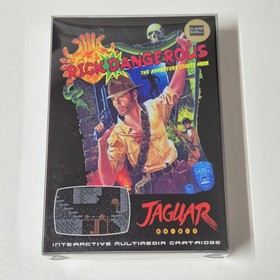 RICK DANGEROUS
THE ADVENTURE STARTS HERE
JAGUAR
64-BIT
INTERACTIVE MULTIMEDIA CARTRIDGE